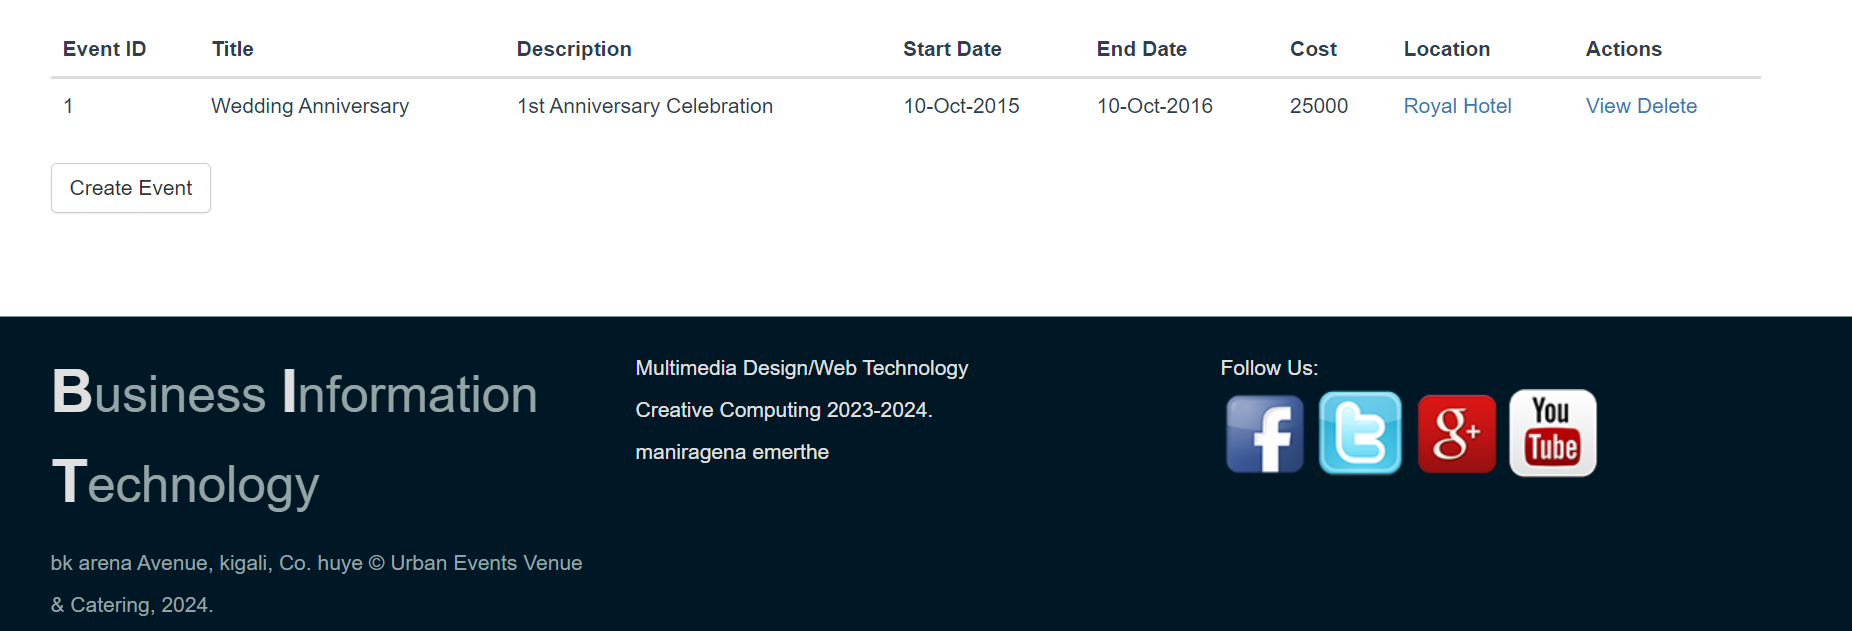 Event ID Title Description Start Date End Date Cost Location Actions
1 Wedding Anniversary 1st Anniversary Celebration 10-Oct-2015 10-Oct-2016 25000 Royal Hotel View Delete
Create Event
Business Information
Technology
bk arena Avenue, kigali, Co. huye © Urban Events Venue
& Catering, 2024.
Multimedia Design/Web Technology
Creative Computing 2023-2024.
maniragena emerthe
Follow Us:
f t g+ You Tube